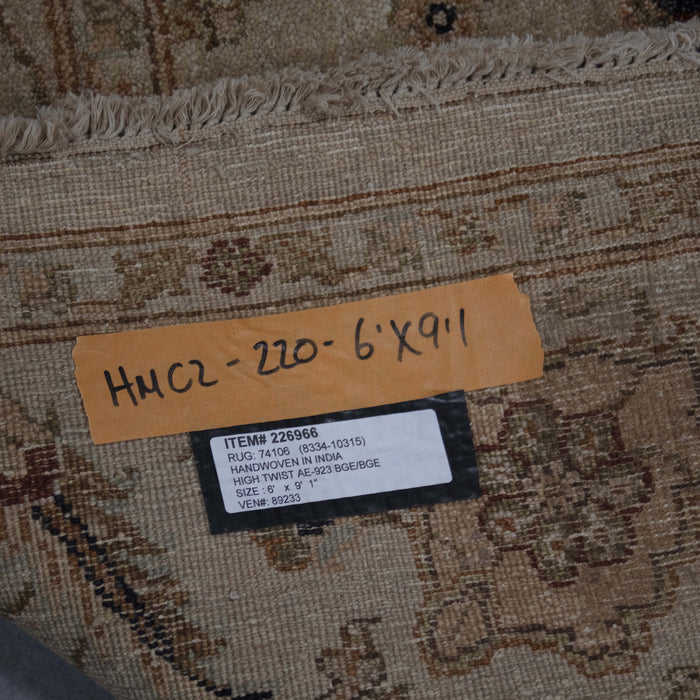 HMC2-220-6'X9'1
ITEM# 226966
RUG: 74106 (8334-10315)
HANDWOVEN IN INDIA
HIGH TWIST AE-923 BGE/BGE
SIZE : 6' x 9' 1"
VEN#: 89233